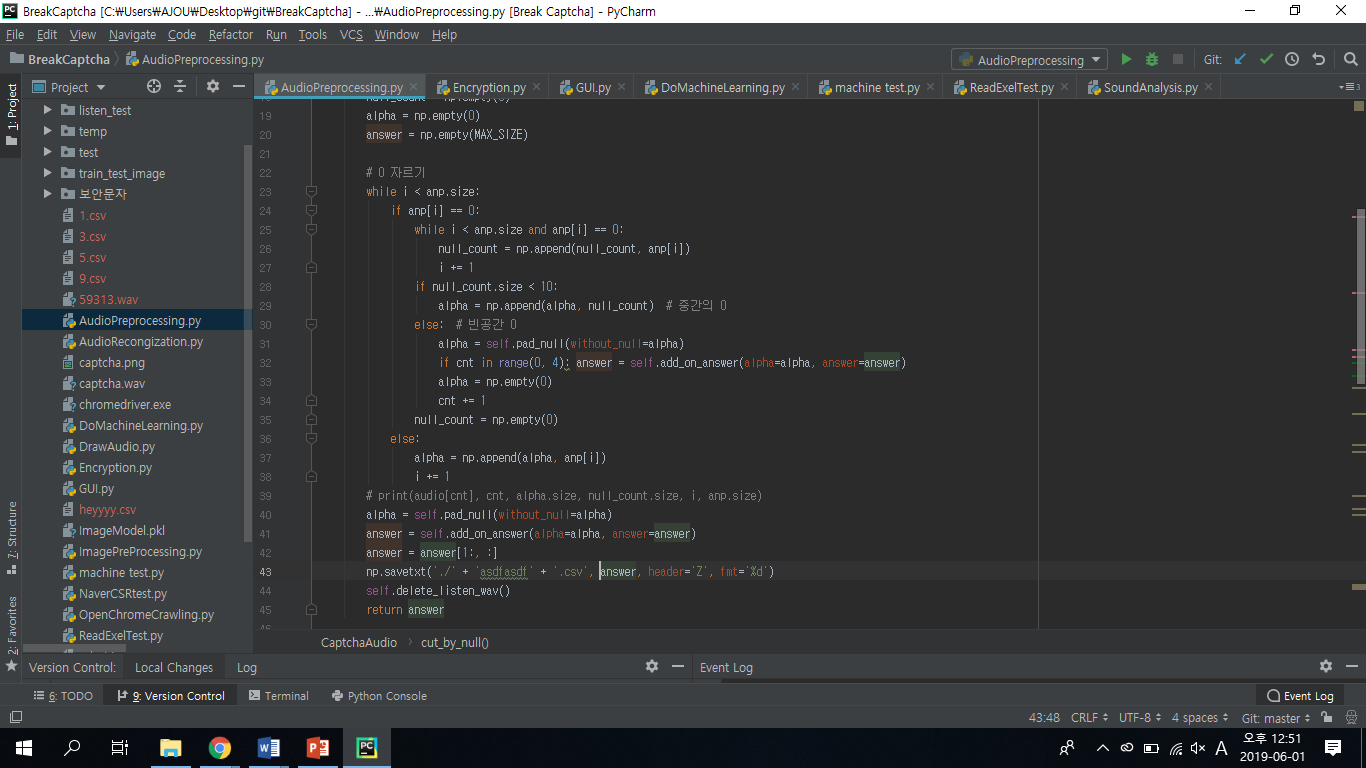 BreakCaptcha [C:₩Users₩AJOU₩Desktop₩git₩BreakCaptcha] - ...₩AudioPreprocessing.py [Break Captcha] - PyCharm
File Edit View Navigate Code Refactor Run Tools VCS Window Help
BreakCaptcha AudioPreprocessing.py AudioPreprocessing Git:
Project AudioPreprocessing.py Encryption.py GUI.py DoMachineLearning.py machine test.py ReadExelTest.py SoundAnalysis.py
1: Project
7: Structure
2: Favorites
listen_test
temp
test
train_test_image
보안문자
1.csv
3.csv
5.csv
9.csv
59313.wav
AudioPreprocessing.py
AudioRecongization.py
captcha.png
captcha.wav
chromedriver.exe
DoMachineLearning.py
DrawAudio.py
Encryption.py
GUI.py
heyyyy.csv
ImageModel.pkl
ImagePreProcessing.py
machine test.py
NaverCSRtest.py
OpenChromeCrawling.py
ReadExelTest.py
19 alpha = np.empty(0)
20 answer = np.empty(MAX_SIZE)
21
22 # 0 자르기
23 while i < anp.size:
24 if anp[i] == 0:
25 while i < anp.size and anp[i] == 0:
26 null_count = np.append(null_count, anp[i])
27 i += 1
28 if null_count.size < 10:
29 alpha = np.append(alpha, null_count) # 중간의 0
30 else: # 빈공간 0
31 alpha = self.pad_null(without_null=alpha)
32 if cnt in range(0, 4): answer = self.add_on_answer(alpha=alpha, answer=answer)
33 alpha = np.empty(0)
34 cnt += 1
35 null_count = np.empty(0)
36 else:
37 alpha = np.append(alpha, anp[i])
38 i += 1
39 # print(audio[cnt], cnt, alpha.size, null_count.size, i, anp.size)
40 alpha = self.pad_null(without_null=alpha)
41 answer = self.add_on_answer(alpha=alpha, answer=answer)
42 answer = answer[1:, :]
43 np.savetxt('./' + 'asdfasdf' + '.csv', answer, header='Z', fmt='%d')
44 self.delete_listen_wav()
45 return answer
CaptchaAudio cut_by_null()
Version Control: Local Changes Log Event Log
6: TODO 9: Version Control Terminal Python Console Event Log
43:48 CRLF UTF-8 4 spaces Git: master
A 오후 12:51
2019-06-01